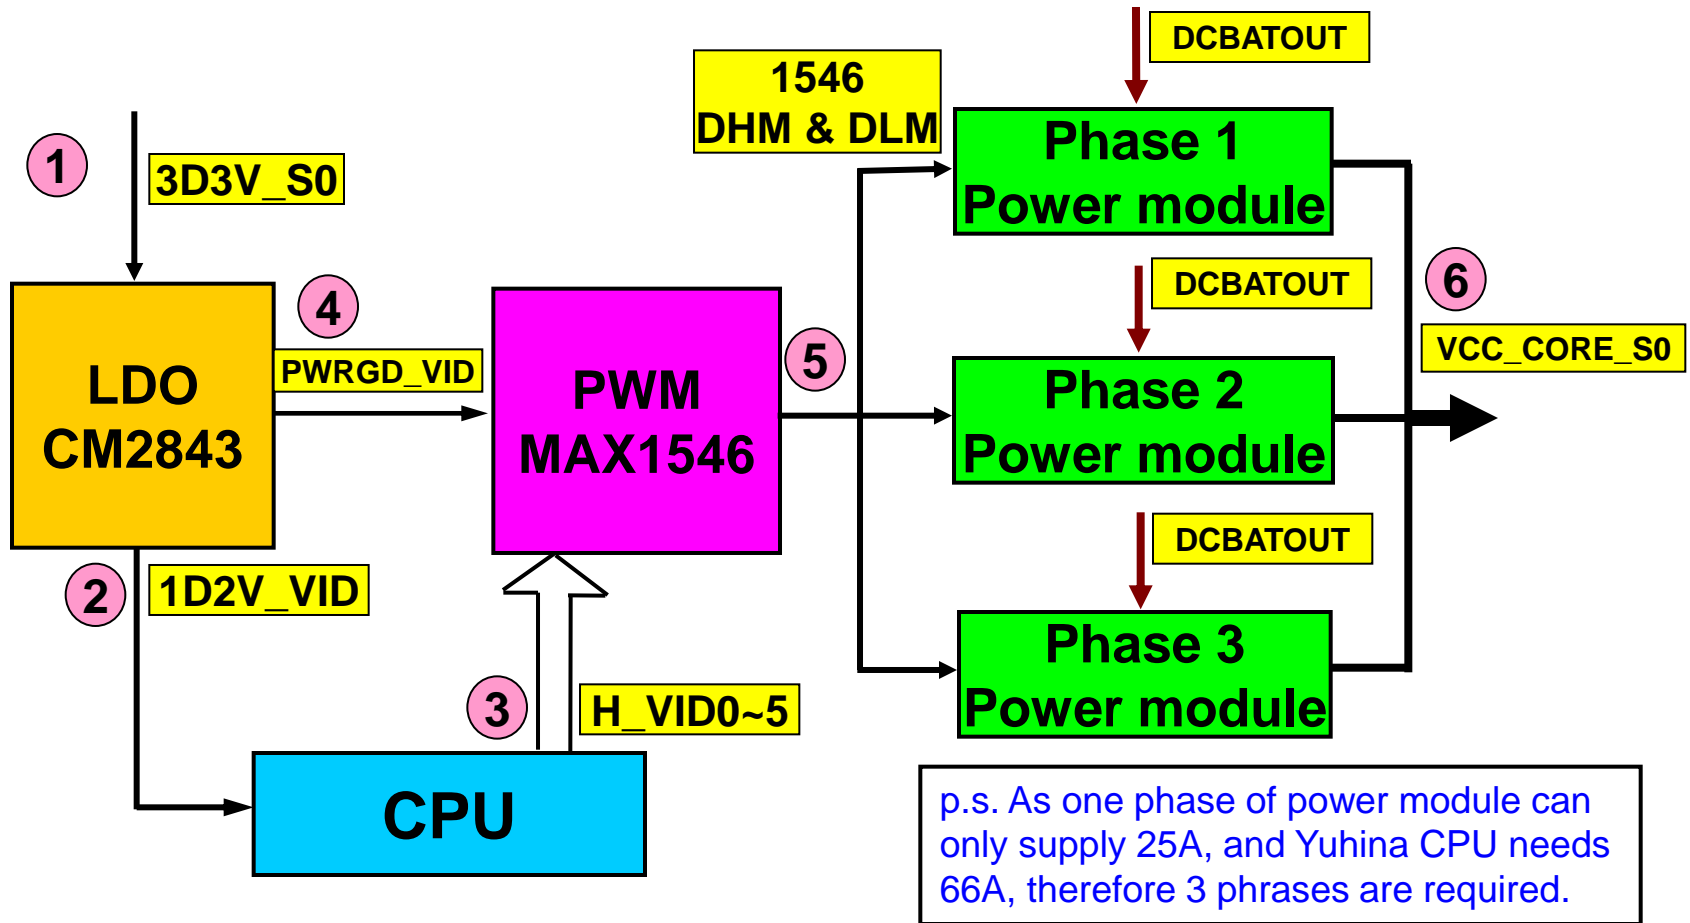 DCBATOUT
1546
DHM & DLM
Phase 1
Power module
1
3D3V_S0
DCBATOUT
6
VCC_CORE_S0
4
PWRGD_VID
LDO
CM2843
PWM
MAX1546
5
Phase 2
Power module
DCBATOUT
2
1D2V_VID
3
H_VID0~5
Phase 3
Power module
CPU
p.s. As one phase of power module can
only supply 25A, and Yuhina CPU needs
66A, therefore 3 phrases are required.